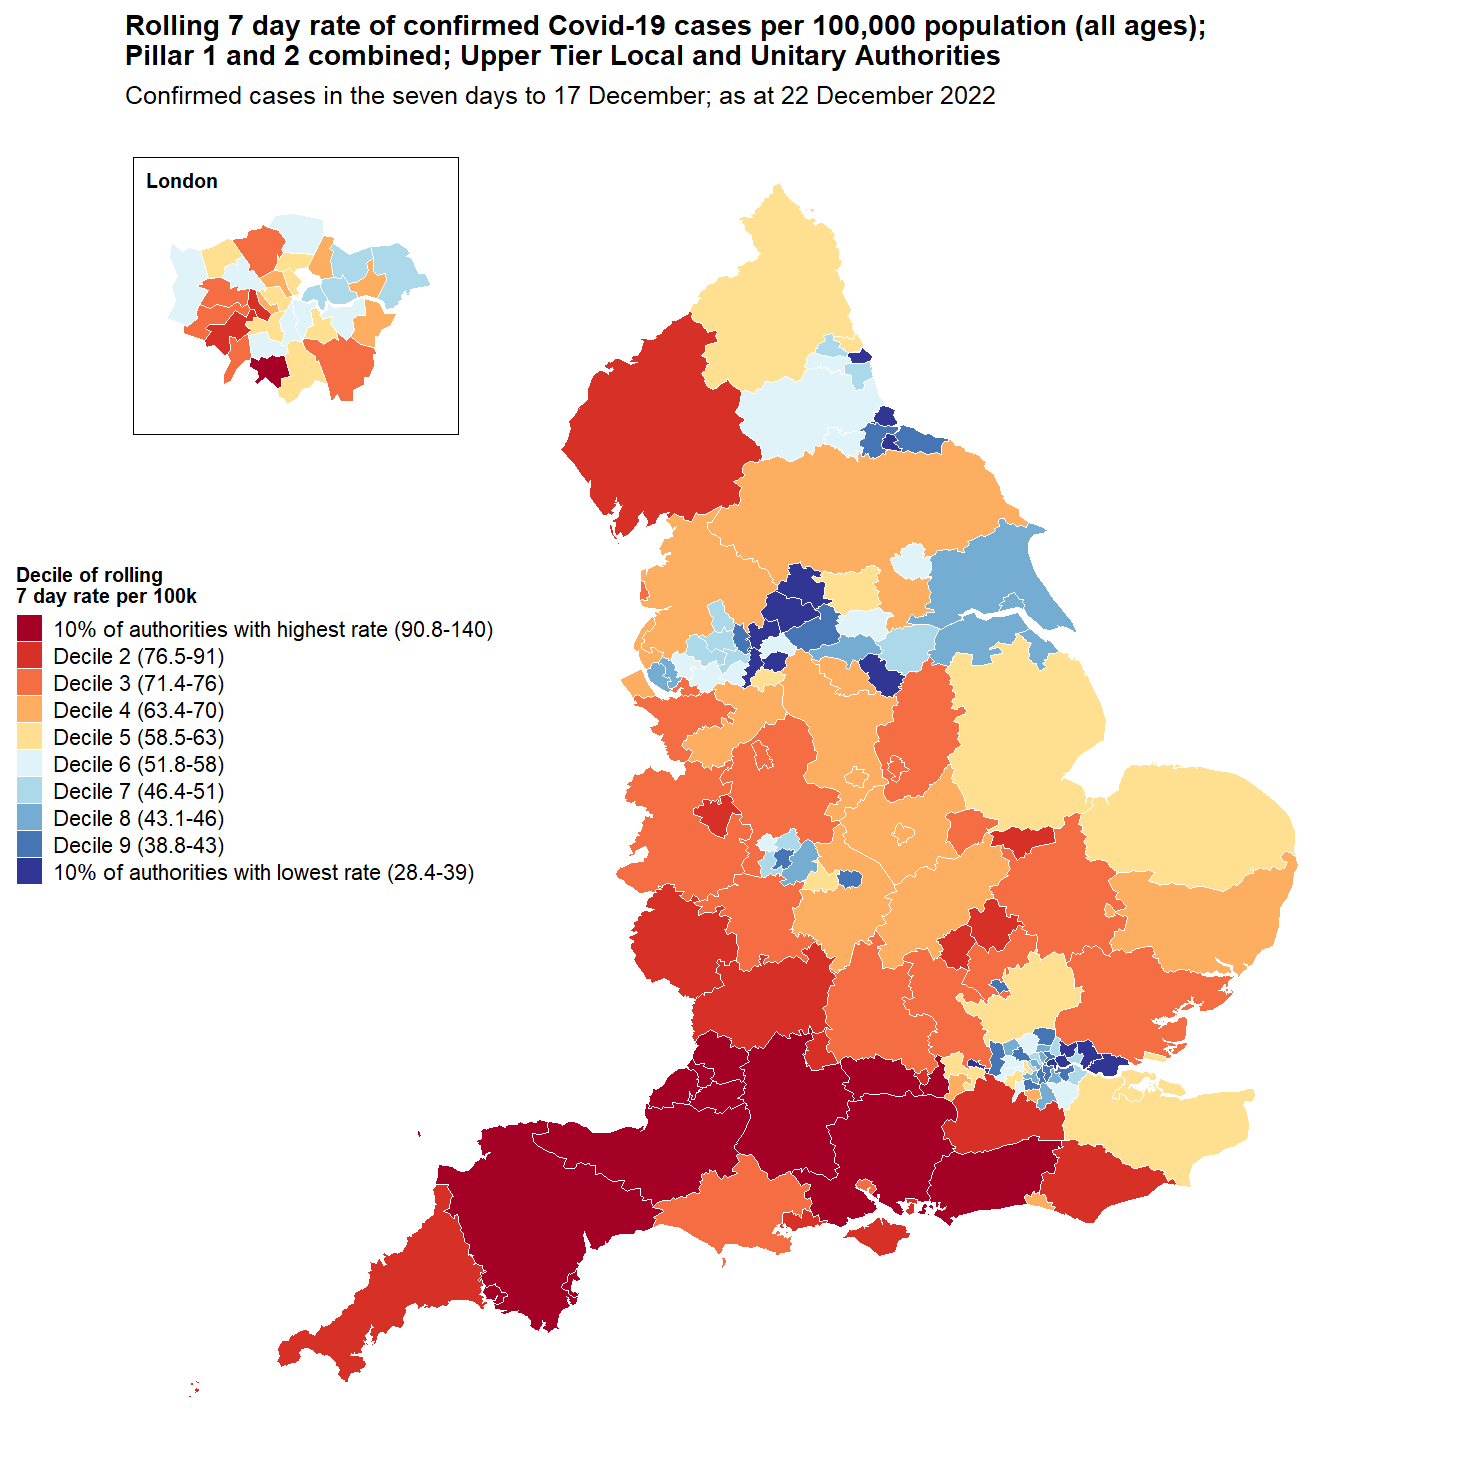 Rolling 7 day rate of confirmed Covid-19 cases per 100,000 population (all ages);
Pillar 1 and 2 combined; Upper Tier Local and Unitary Authorities
Confirmed cases in the seven days to 17 December; as at 22 December 2022
London
Decile of rolling
7 day rate per 100k
10% of authorities with highest rate (90.8-140)
Decile 2 (76.5-91)
Decile 3 (71.4-76)
Decile 4 (63.4-70)
Decile 5 (58.5-63)
Decile 6 (51.8-58)
Decile 7 (46.4-51)
Decile 8 (43.1-46)
Decile 9 (38.8-43)
10% of authorities with lowest rate (28.4-39)